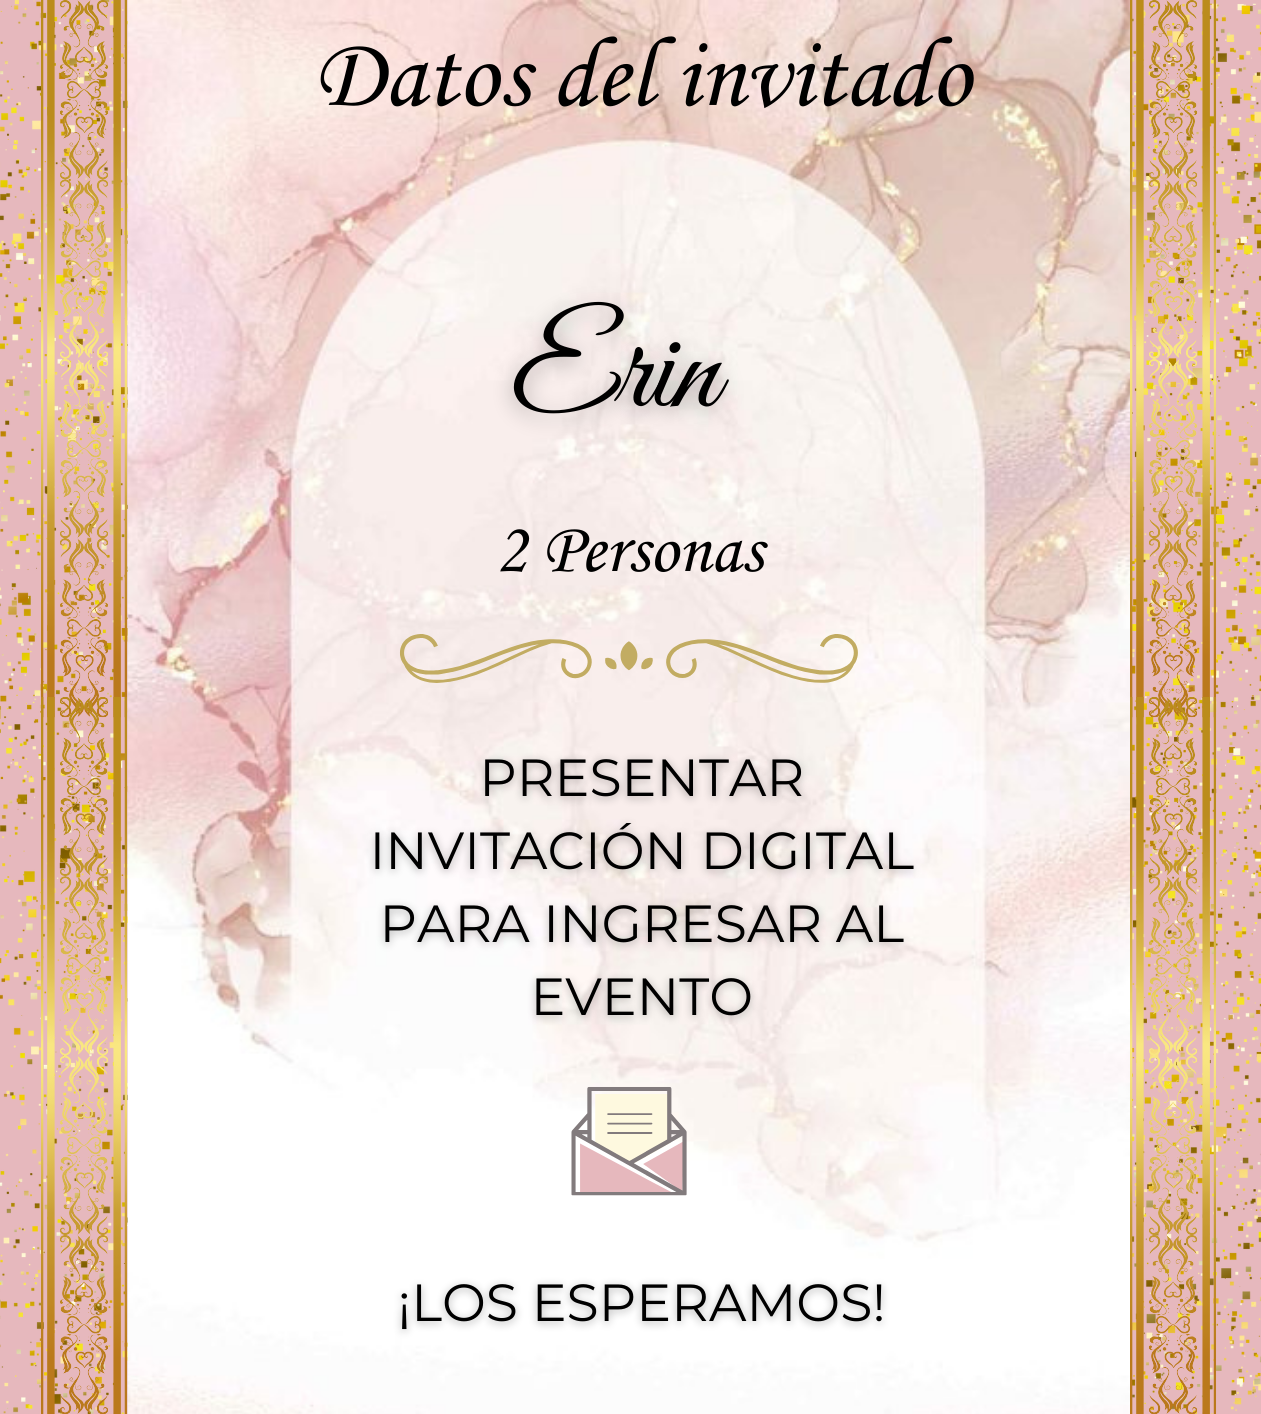 Datos del invitado
Erin
2 Personas
PRESENTAR
INVITACIÓN DIGITAL
PARA INGRESAR AL
EVENTO
¡LOS ESPERAMOS!